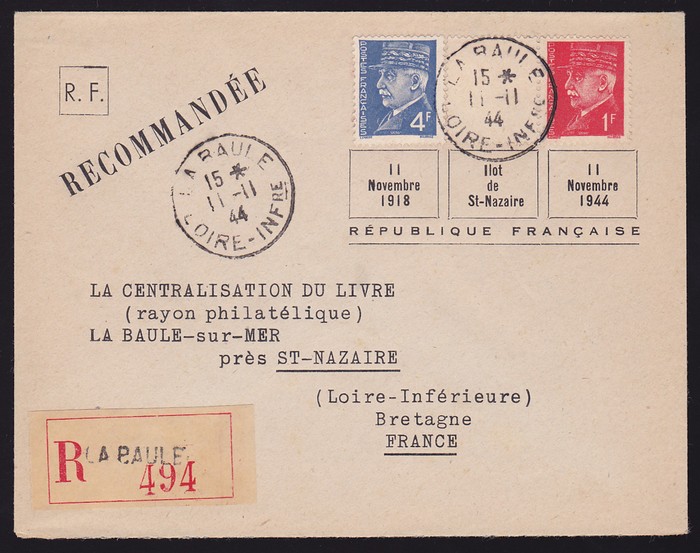 R. F.
RECOMMANDÉE
LA BAULE
15 *
11-11
44
LOIRE-INFRE
POSTES FRANÇAISES
4F
LA BAULE
15 *
11-11
44
LOIRE-INFRE
POSTES FRANÇAISES
1F
11
Novembre
1918
Ilot
de
St-Nazaire
11
Novembre
1944
RÉPUBLIQUE FRANÇAISE
LA CENTRALISATION DU LIVRE
(rayon philatélique)
LA BAULE-sur-MER
près ST-NAZAIRE
(Loire-Inférieure)
Bretagne
FRANCE
R LA BAULE
494